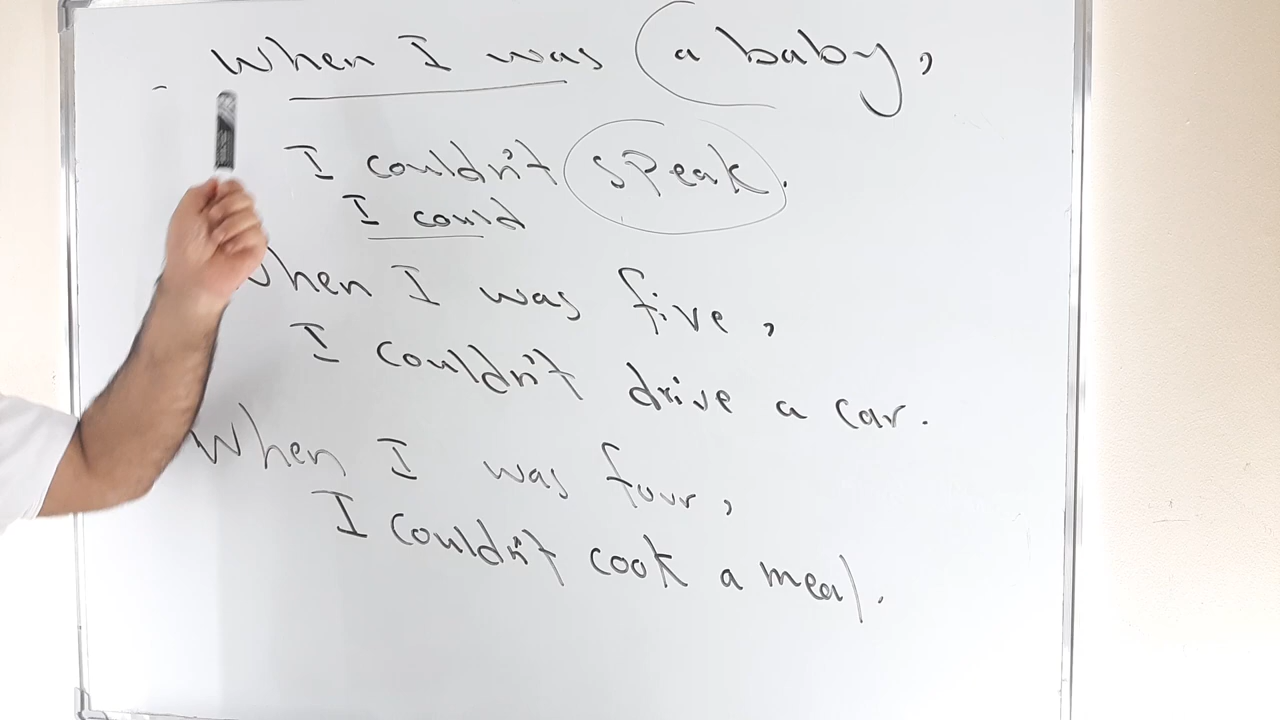 When I was a baby,
I couldn't speak.
I could
When I was five,
I couldn't drive a car.
When I was four,
I couldn't cook a meal.